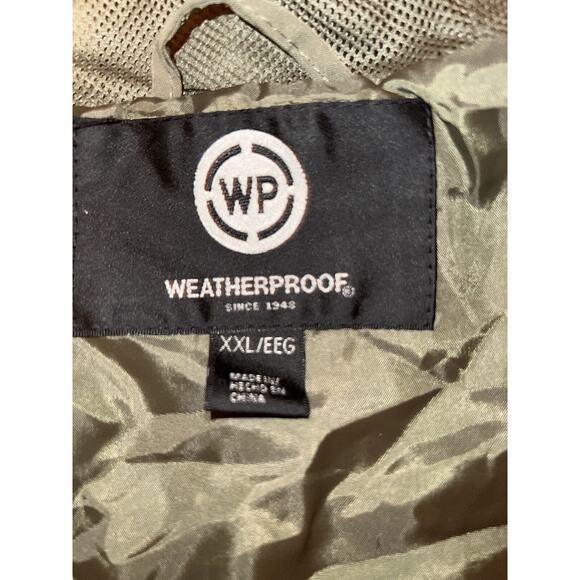 WP
WEATHERPROOF®
SINCE 1948
XXL/EEG
MADE IN/
HECHO EN
CHINA